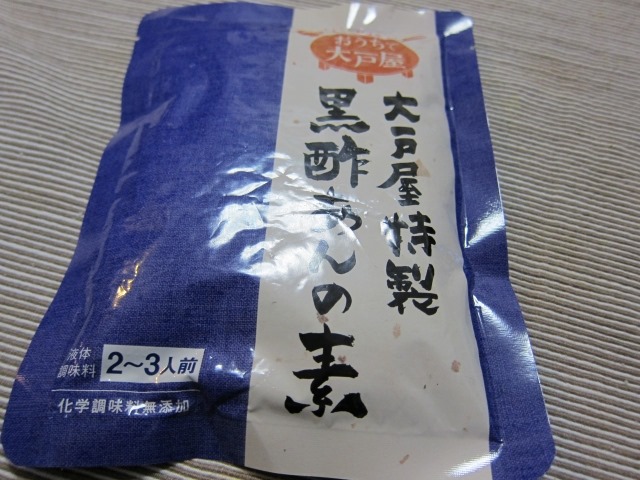 おうちで
大戸屋
大戸屋特製
黒酢あんの素
液体
調味料
2〜3人前
化学調味料無添加